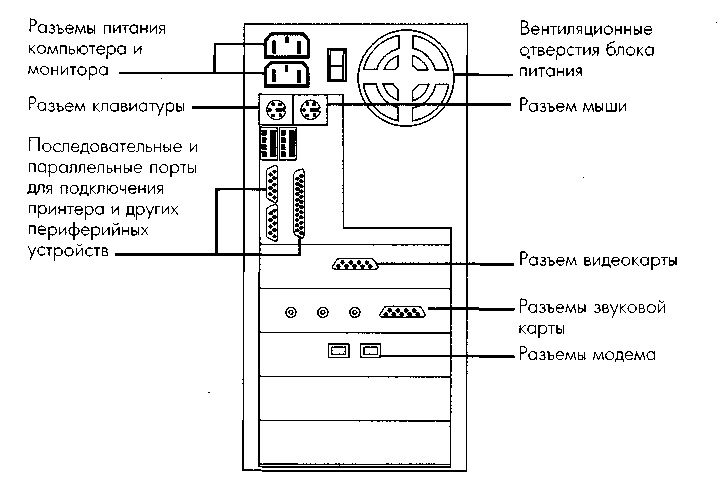 Разъемы питания
компьютера и
монитора
Разъем клавиатуры
Последовательные и
параллельные порты
для подключения
принтера и других
периферийных
устройств
Вентиляционные
отверстия блока
питания
Разъем мыши
Разъем видеокарты
Разъемы звуковой
карты
Разъемы модема